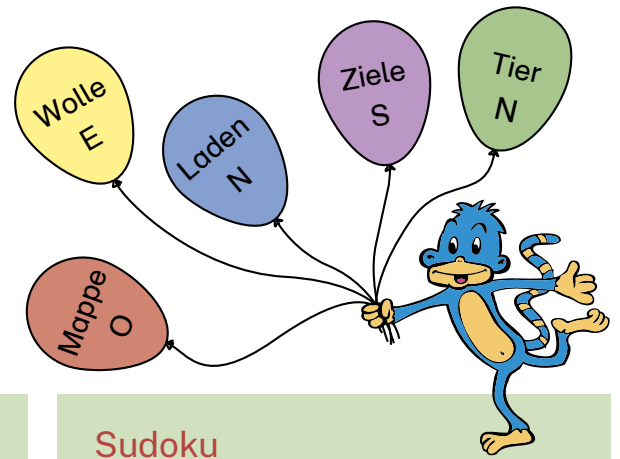 Wolle
E
Laden
N
Ziele
S
Tier
N
Mappe
O
Sudoku